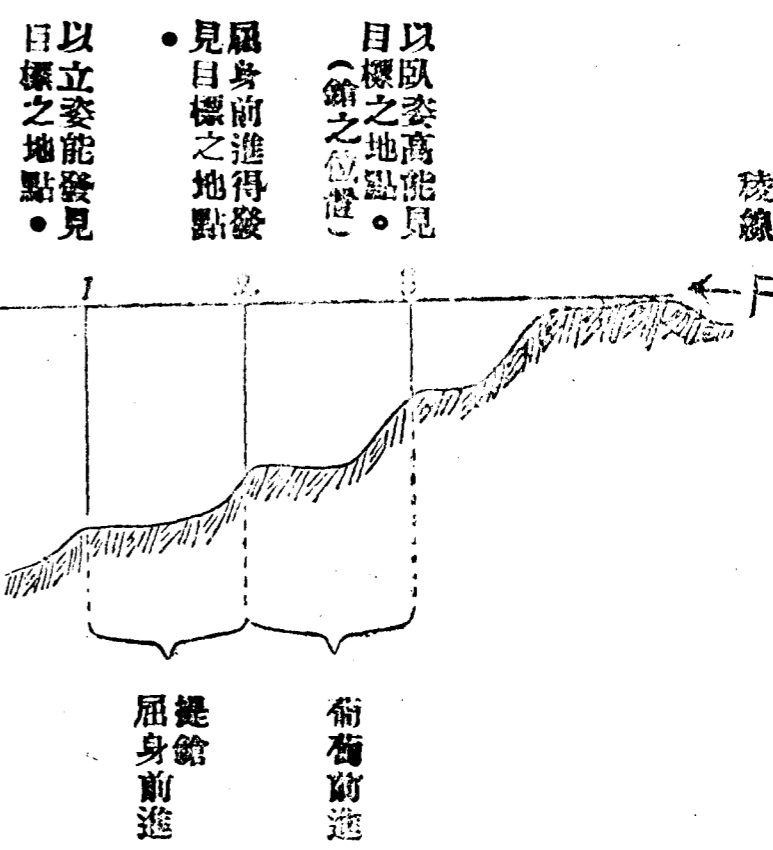 稜線
以臥姿高能見
目標之地點。
(鎗之位置)
屈身前進得發
見目標之地點
●
以立姿能發見
目標之地點●
1
2
3
匍匐前進
提鎗
屈身前進